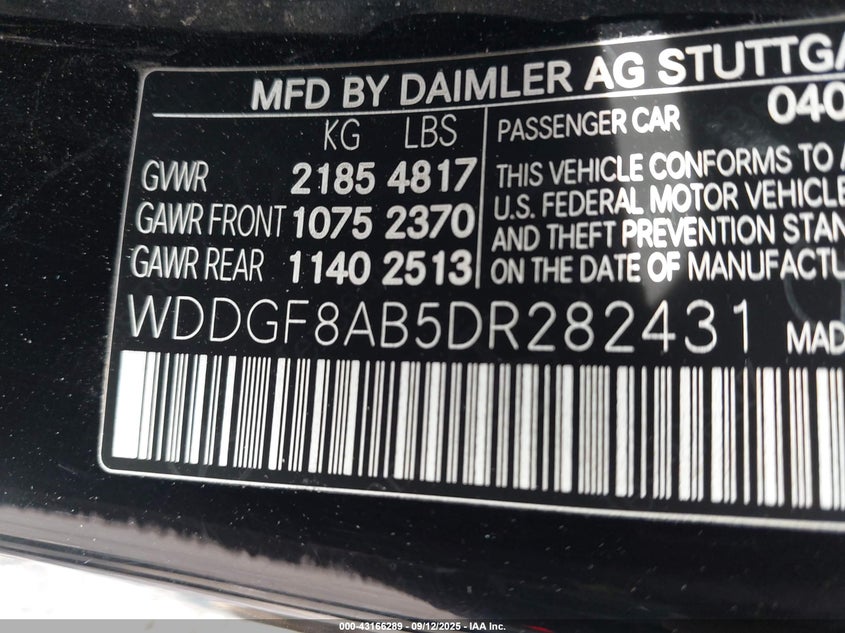 MFD BY DAIMLER AG STUTTGA
KG LBS
GVWR 2185 4817
GAWR FRONT 1075 2370
GAWR REAR 1140 2513
PASSENGER CAR 040
THIS VEHICLE CONFORMS TO A
U.S. FEDERAL MOTOR VEHICLE
AND THEFT PREVENTION STAN
ON THE DATE OF MANUFACTU
WDDGF8AB5DR282431 MAD
000-43166289 - 09/12/2025 - IAA Inc.